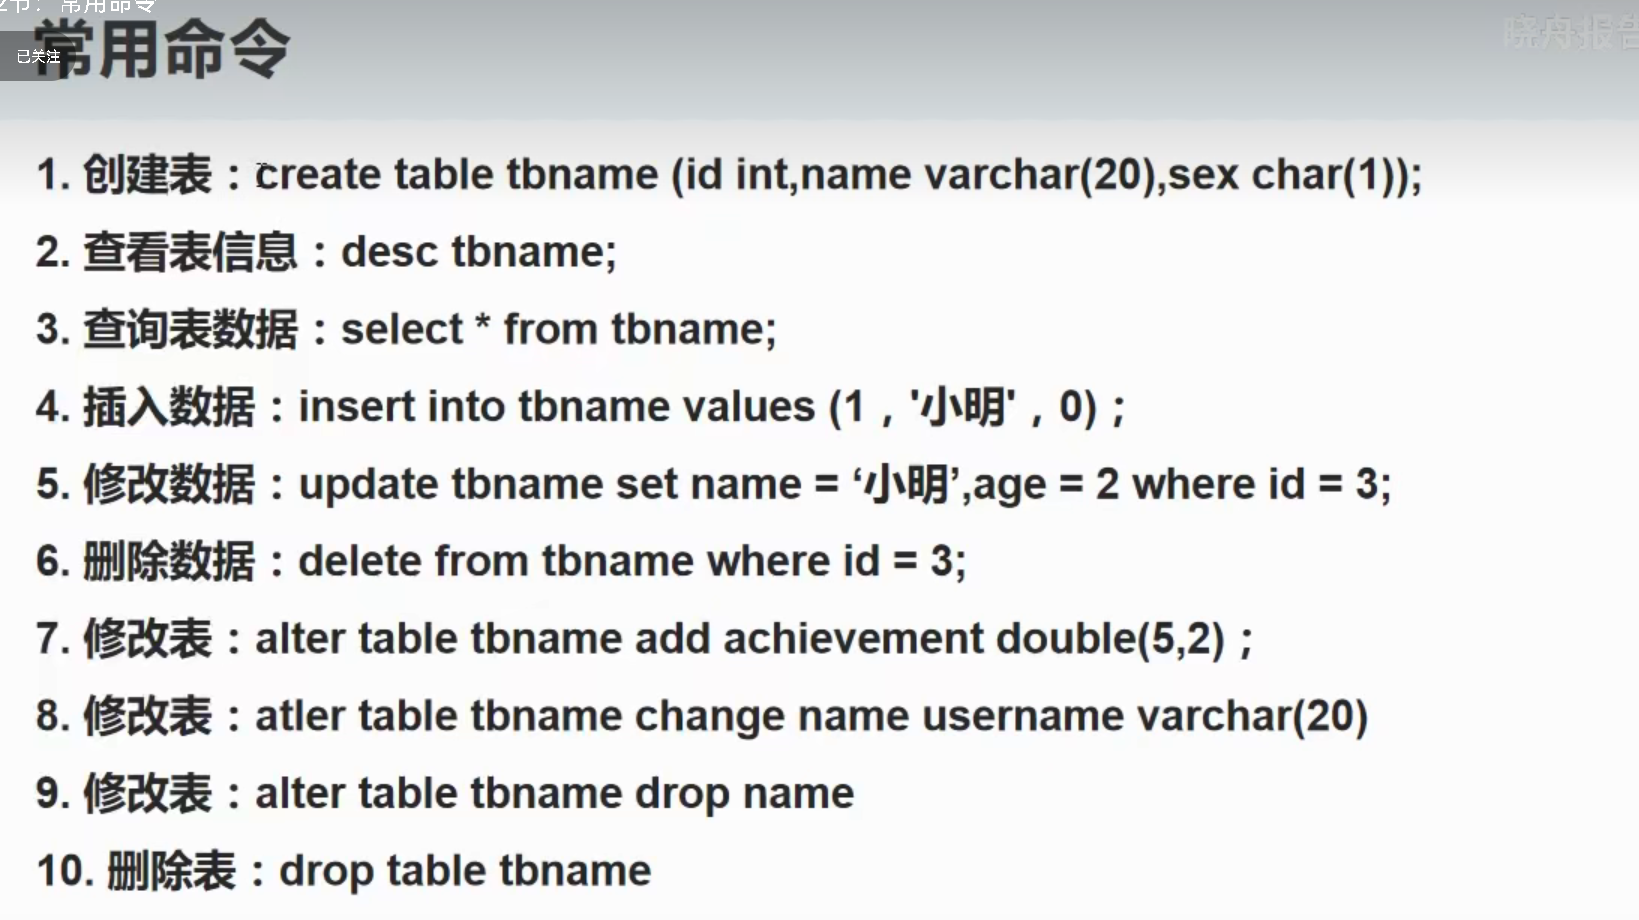 常用命令
常用命令
已关注
晓舟报告
1. 创建表：create table tbname (id int,name varchar(20),sex char(1));
2. 查看表信息：desc tbname;
3. 查询表数据：select * from tbname;
4. 插入数据：insert into tbname values (1，'小明'，0)；
5. 修改数据：update tbname set name = ‘小明’,age = 2 where id = 3;
6. 删除数据：delete from tbname where id = 3;
7. 修改表：alter table tbname add achievement double(5,2)；
8. 修改表：atler table tbname change name username varchar(20)
9. 修改表：alter table tbname drop name
10. 删除表：drop table tbname